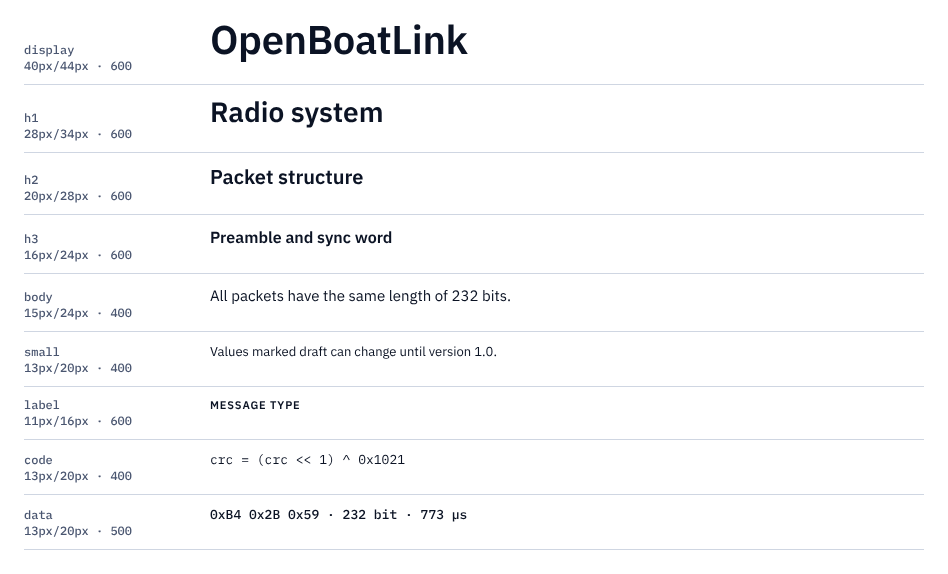 display
40px/44px · 600
OpenBoatLink
h1
28px/34px · 600
Radio system
h2
20px/28px · 600
Packet structure
h3
16px/24px · 600
Preamble and sync word
body
15px/24px · 400
All packets have the same length of 232 bits.
small
13px/20px · 400
Values marked draft can change until version 1.0.
label
11px/16px · 600
MESSAGE TYPE
code
13px/20px · 400
crc = (crc << 1) ^ 0x1021
data
13px/20px · 500
0xB4 0x2B 0x59 · 232 bit · 773 µs